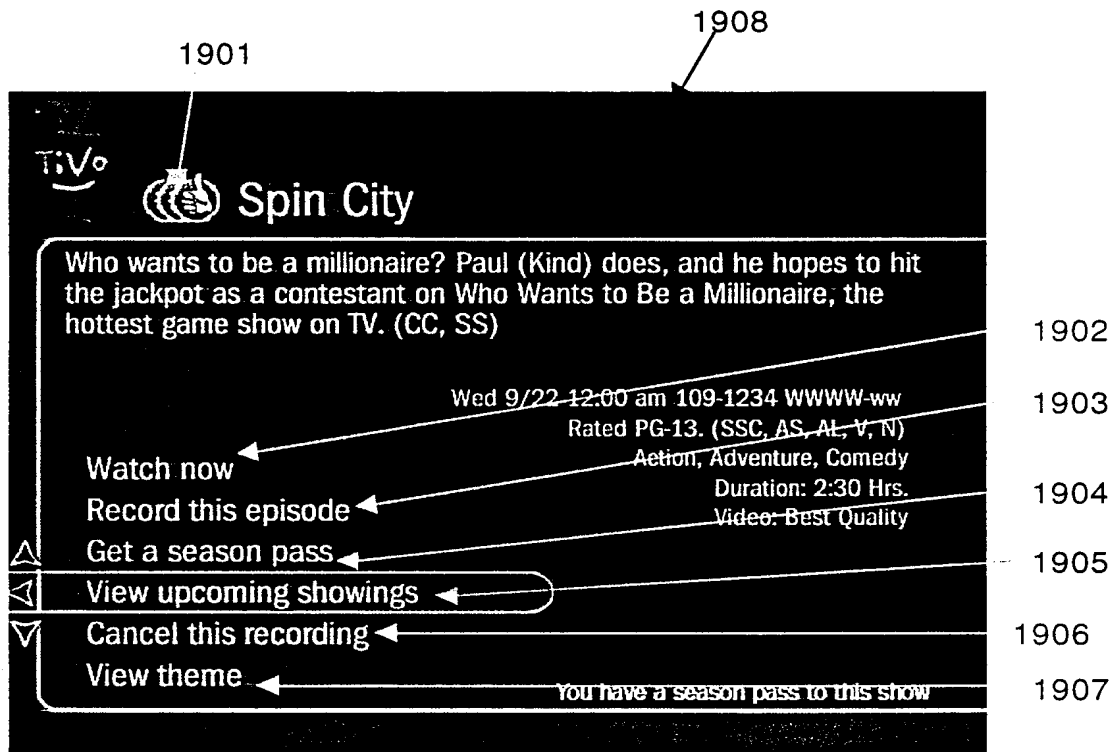 1908
1901
TiVo
Spin City
Who wants to be a millionaire? Paul (Kind) does, and he hopes to hit
the jackpot as a contestant on Who Wants to Be a Millionaire, the
hottest game show on TV. (CC, SS)
1902
Wed 9/22 12:00 am 109-1234 WWWW-ww
1903
Rated PG-13. (SSC, AS, AL, V, N)
Watch now
Action, Adventure, Comedy
Duration: 2:30 Hrs.
1904
Record this episode
Video: Best Quality
Get a season pass
1905
View upcoming showings
Cancel this recording
1906
View theme
1907
You have a season pass to this show